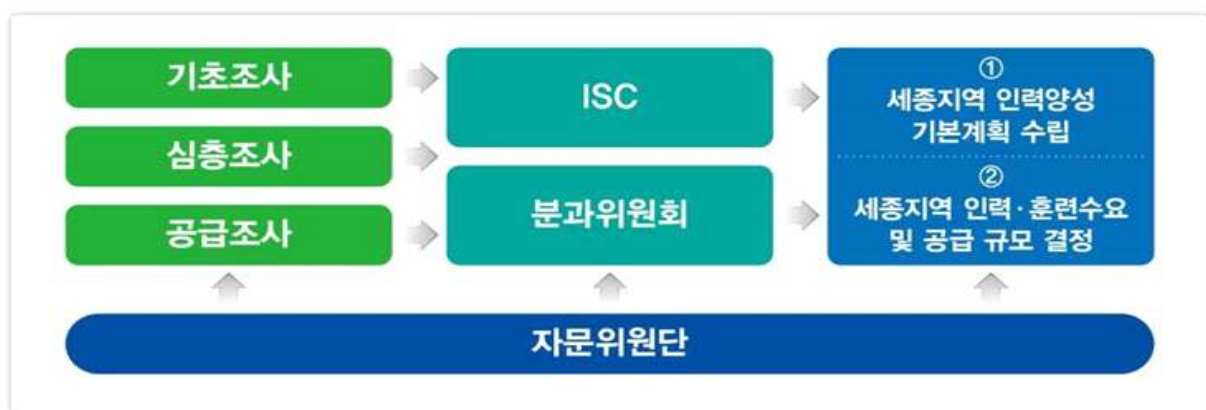 기초조사
심층조사
공급조사
ISC
분과위원회
①
세종지역 인력양성
기본계획 수립
②
세종지역 인력·훈련수요
및 공급 규모 결정
자문위원단